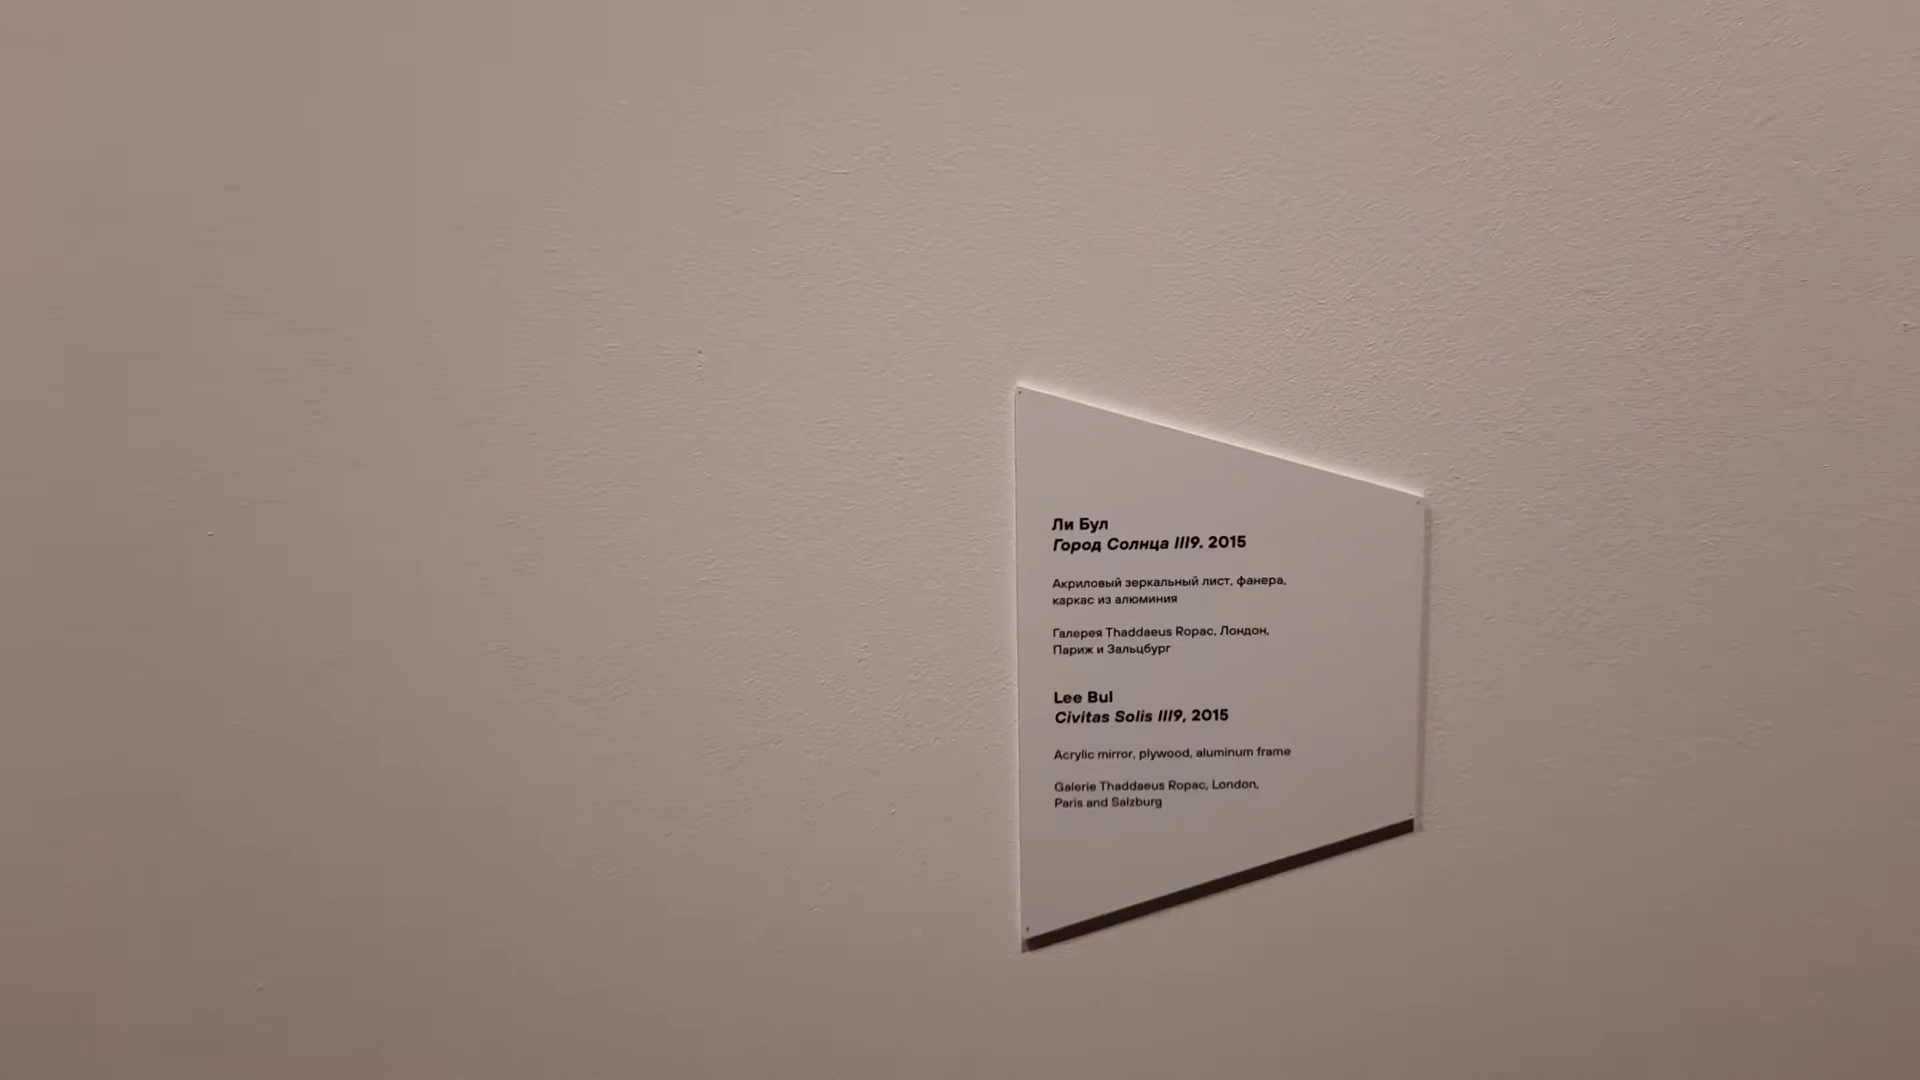 Ли Бул
Город Солнца III9. 2015
Акриловый зеркальный лист, фанера,
каркас из алюминия
Галерея Thaddaeus Ropac, Лондон,
Париж и Зальцбург
Lee Bul
Civitas Solis III9, 2015
Acrylic mirror, plywood, aluminum frame
Galerie Thaddaeus Ropac, London,
Paris and Salzburg